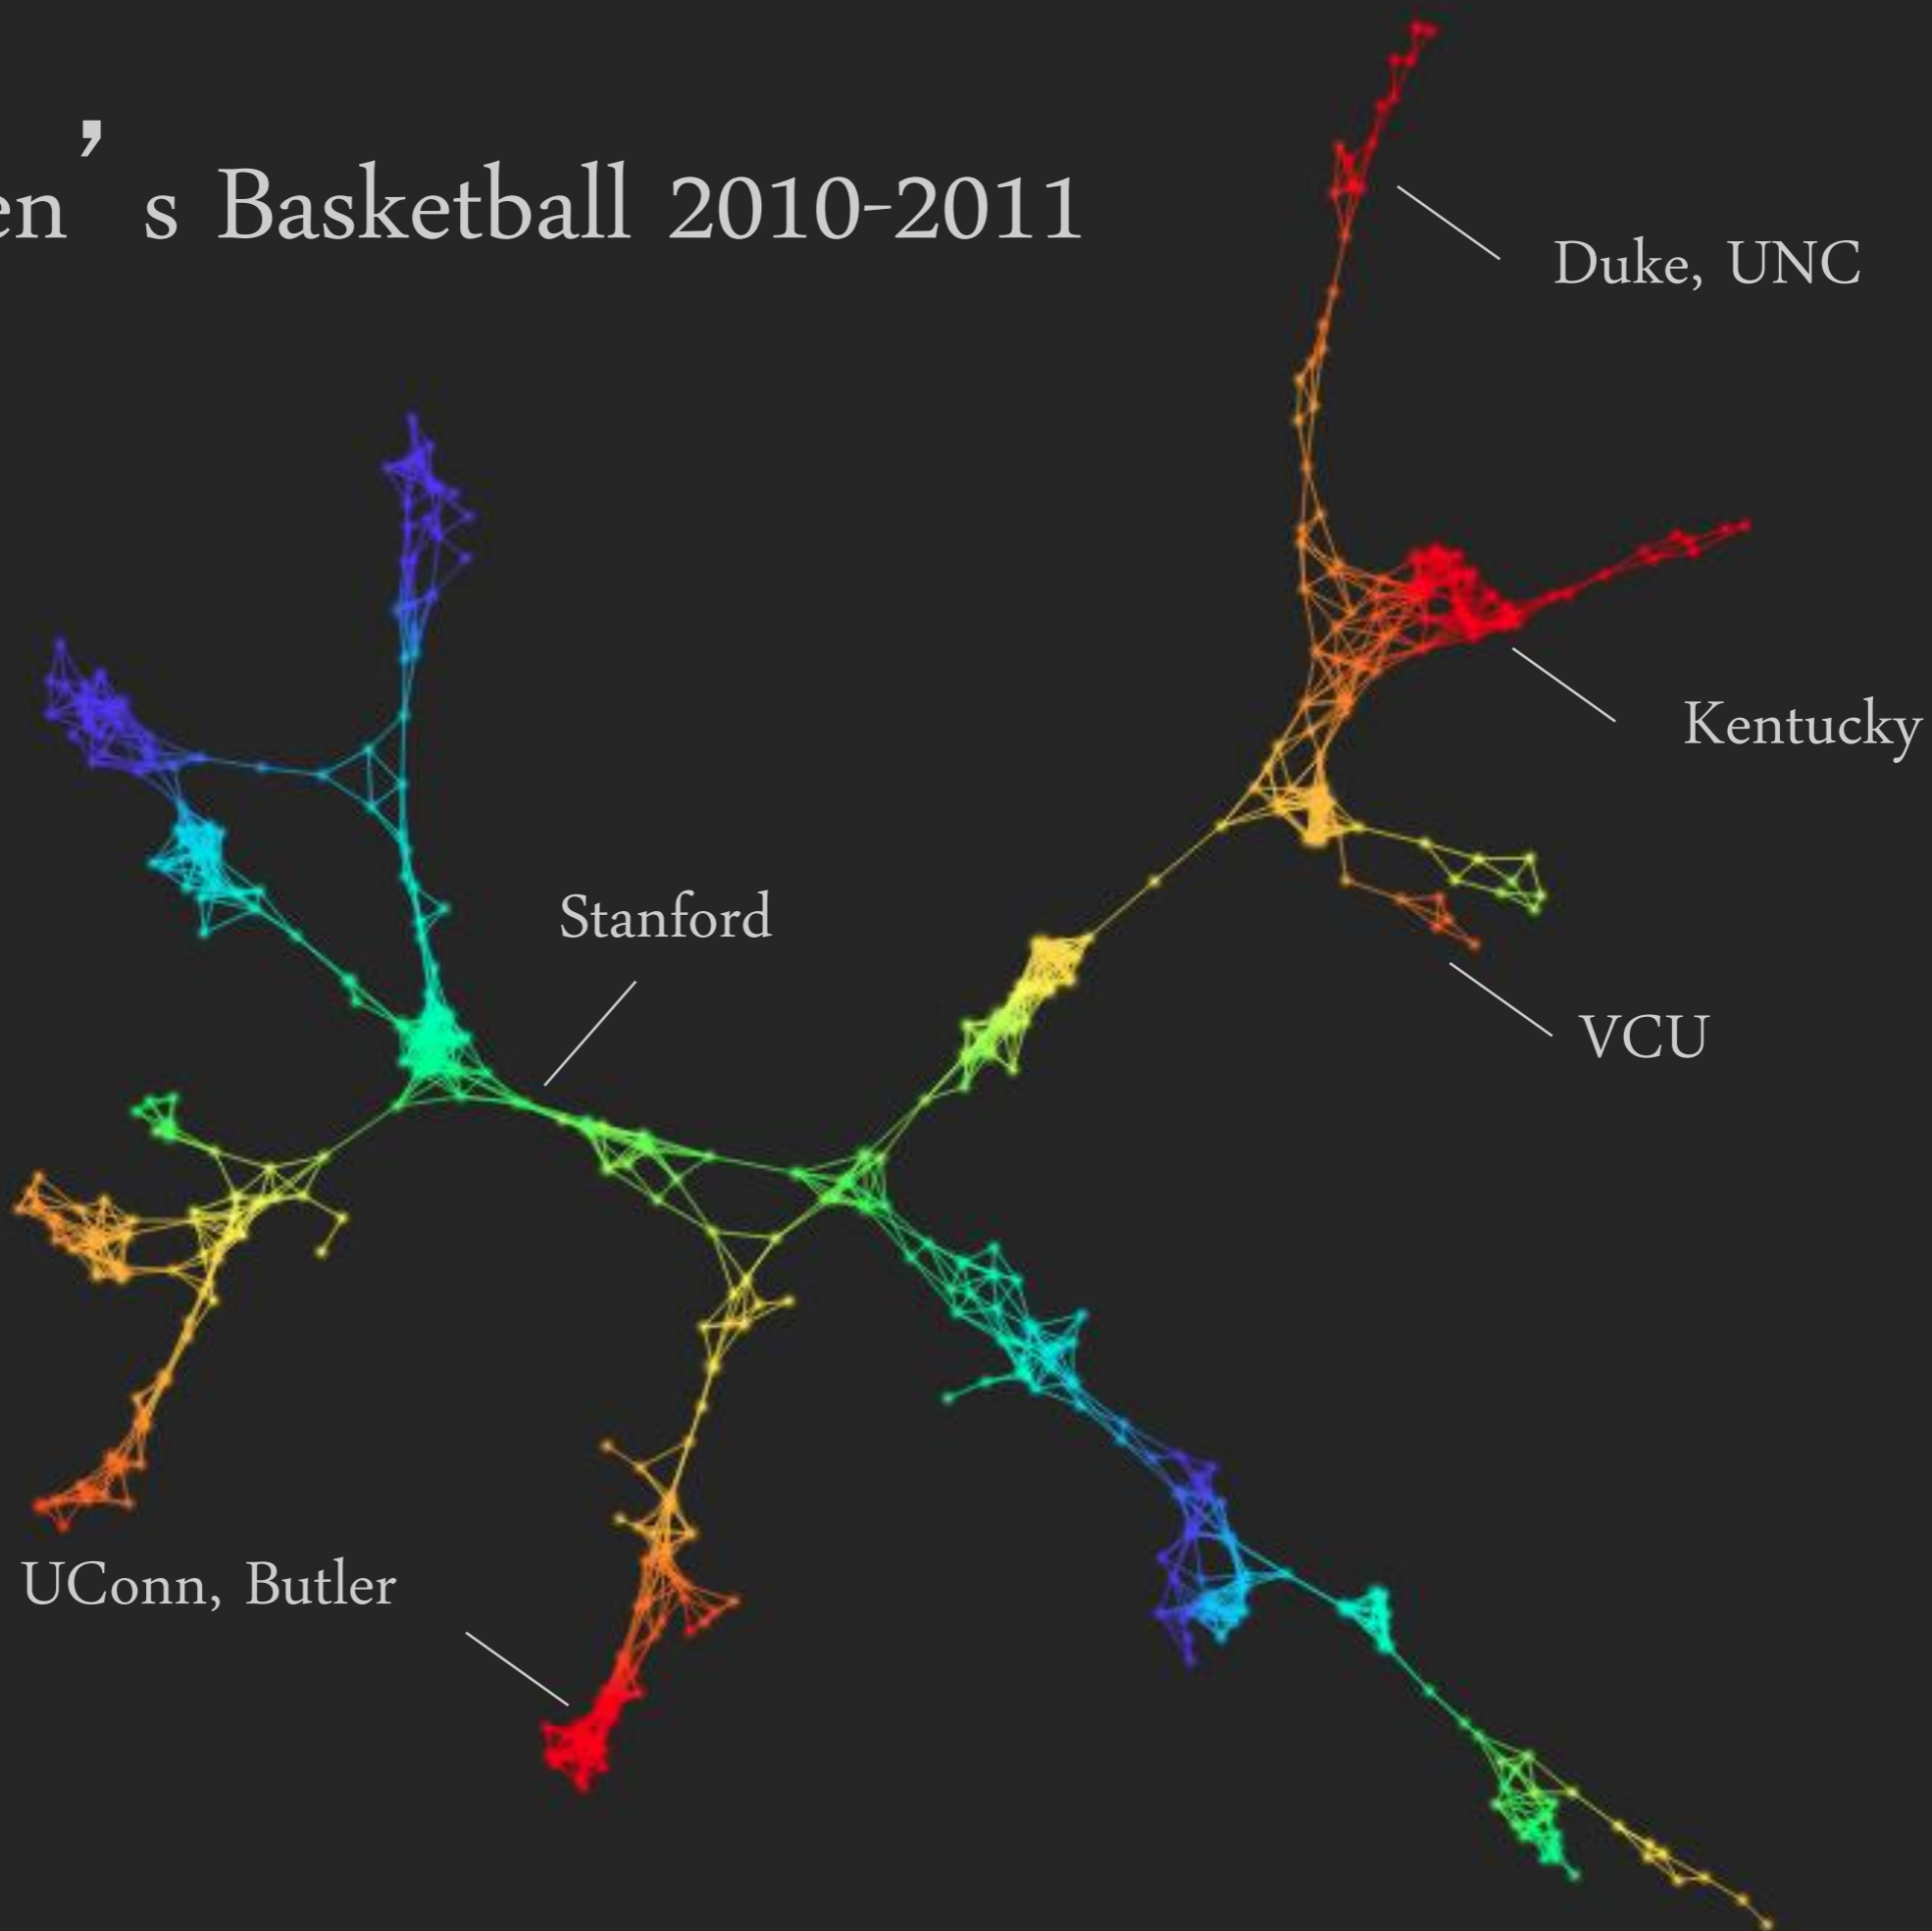 en’s Basketball 2010-2011
Duke, UNC
Kentucky
Stanford
VCU
UConn, Butler